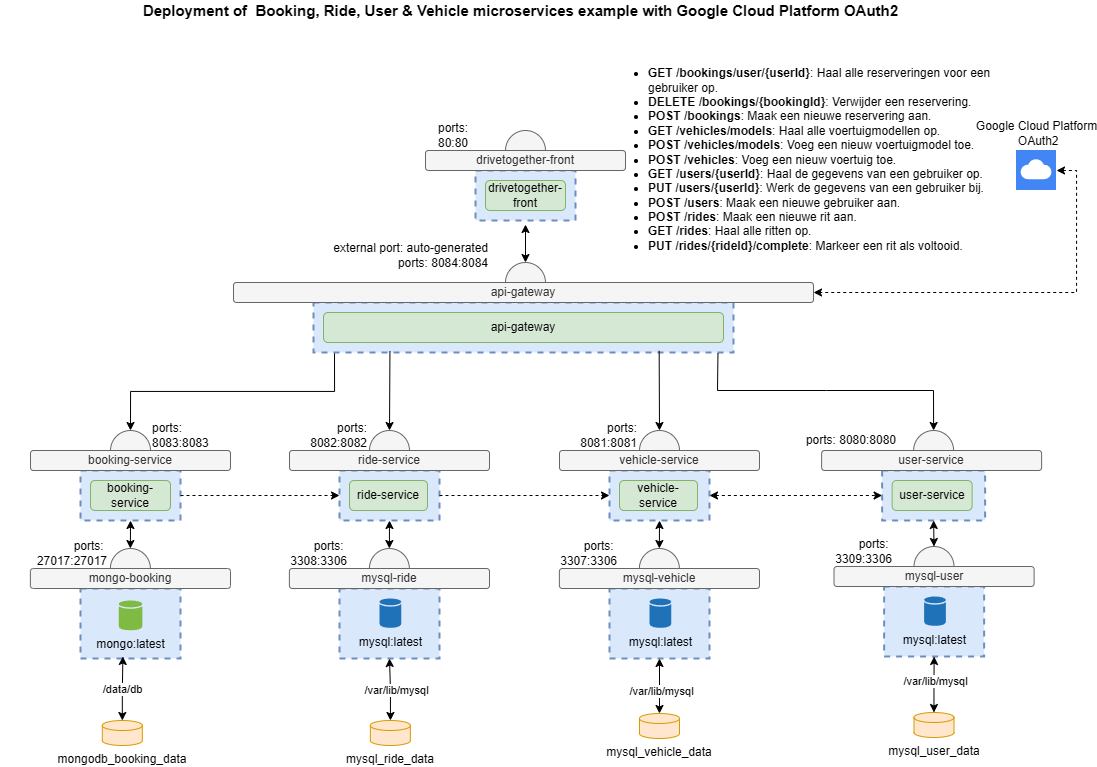 Deployment of  Booking, Ride, User & Vehicle microservices example with Google Cloud Platform OAuth2
• GET /bookings/user/{userId}: Haal alle reserveringen voor een
gebruiker op.
• DELETE /bookings/{bookingId}: Verwijder een reservering.
• POST /bookings: Maak een nieuwe reservering aan.
• GET /vehicles/models: Haal alle voertuigmodellen op.
• POST /vehicles/models: Voeg een nieuw voertuigmodel toe.
• POST /vehicles: Voeg een nieuw voertuig toe.
• GET /users/{userId}: Haal de gegevens van een gebruiker op.
• PUT /users/{userId}: Werk de gegevens van een gebruiker bij.
• POST /users: Maak een nieuwe gebruiker aan.
• POST /rides: Maak een nieuwe rit aan.
• GET /rides: Haal alle ritten op.
• PUT /rides/{rideId}/complete: Markeer een rit als voltooid.
Google Cloud Platform
OAuth2
ports:
80:80
drivetogether-front
drivetogether-
front
external port: auto-generated
ports: 8084:8084
api-gateway
api-gateway
ports:
8083:8083
booking-service
booking-
service
ports:
8082:8082
ride-service
ride-service
ports:
8081:8081
vehicle-service
vehicle-
service
ports: 8080:8080
user-service
user-service
ports:
27017:27017
mongo-booking
mongo:latest
/data/db
mongodb_booking_data
ports:
3308:3306
mysql-ride
mysql:latest
/var/lib/mysql
mysql_ride_data
ports:
3307:3306
mysql-vehicle
mysql:latest
/var/lib/mysql
mysql_vehicle_data
ports:
3309:3306
mysql-user
mysql:latest
/var/lib/mysql
mysql_user_data